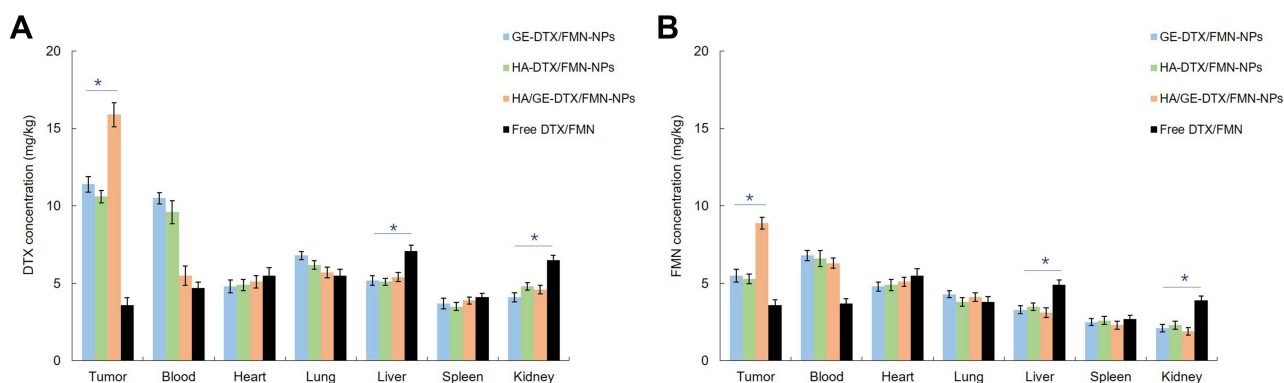 A
20
15
10
5
0
DTX concentration (mg/kg)
*
*
*
GE-DTX/FMN-NPs
HA-DTX/FMN-NPs
HA/GE-DTX/FMN-NPs
Free DTX/FMN
Tumor Blood Heart Lung Liver Spleen Kidney
B
20
15
10
5
0
FMN concentration (mg/kg)
*
*
*
GE-DTX/FMN-NPs
HA-DTX/FMN-NPs
HA/GE-DTX/FMN-NPs
Free DTX/FMN
Tumor Blood Heart Lung Liver Spleen Kidney